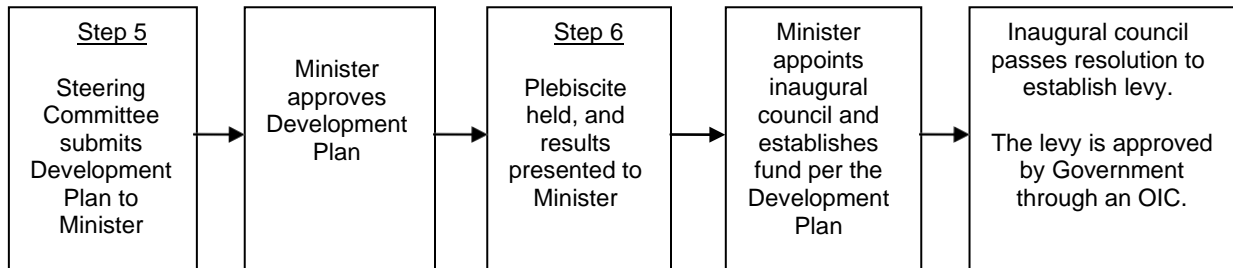 Step 5
Steering
Committee
submits
Development
Plan to
Minister
Minister
approves
Development
Plan
Step 6
Plebiscite
held, and
results
presented to
Minister
Minister
appoints
inaugural
council and
establishes
fund per the
Development
Plan
Inaugural council
passes resolution to
establish levy.
The levy is approved
by Government
through an OIC.